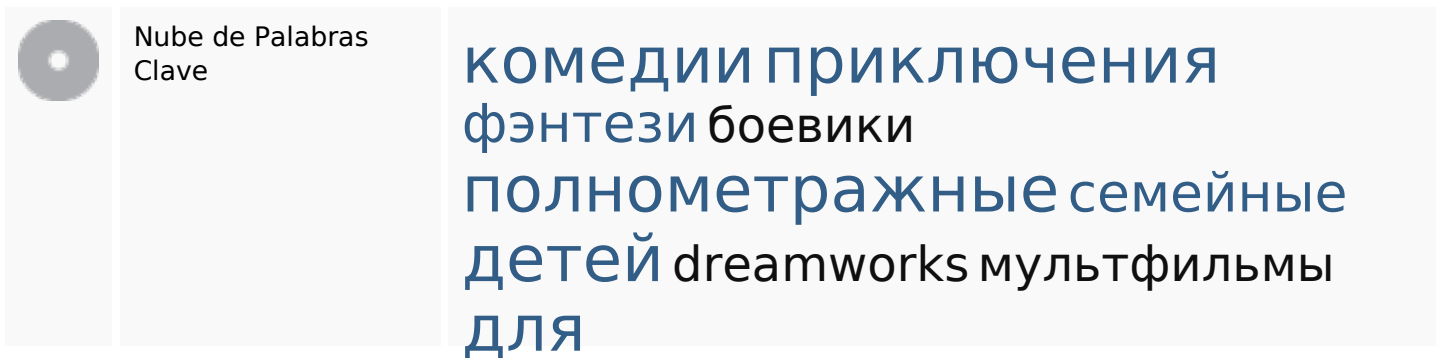 Nube de Palabras
Clave
комедии приключения
фэнтези боевики
полнометражные семейные
детей dreamworks мультфильмы
для